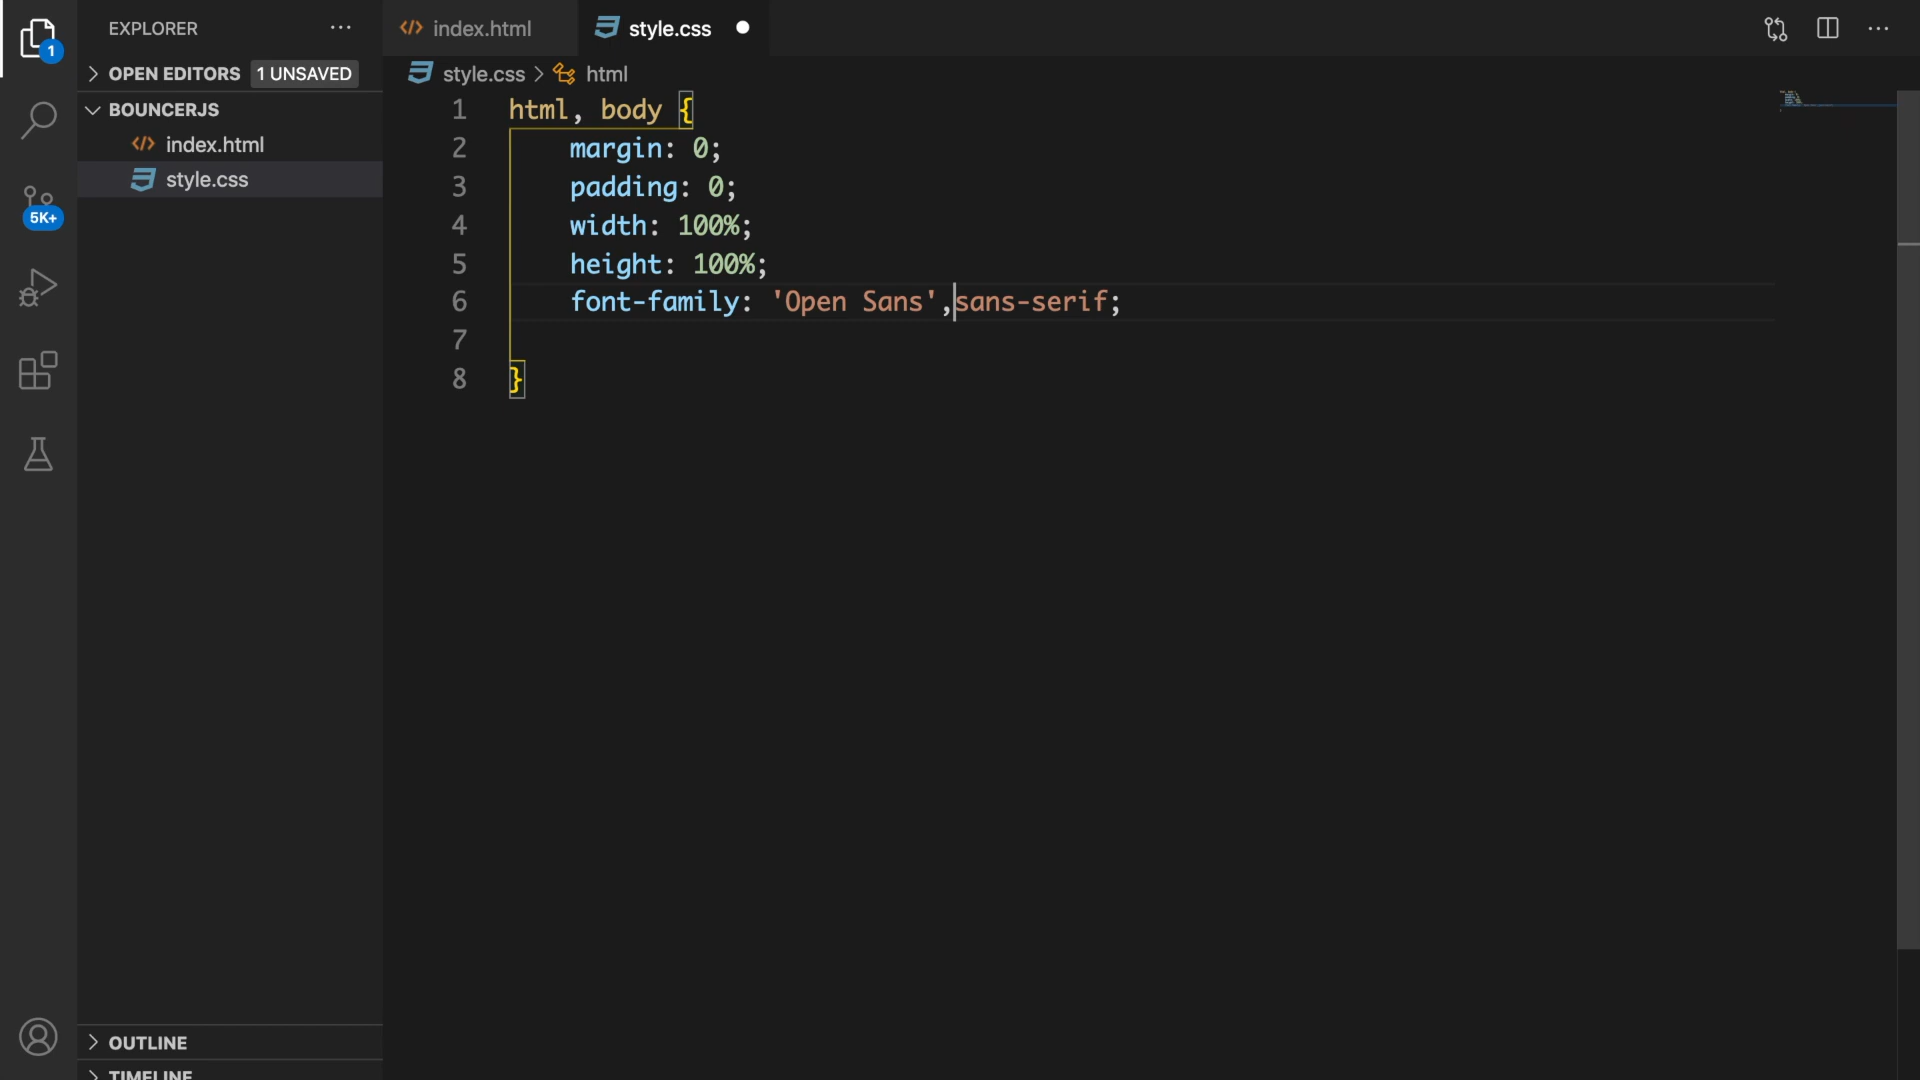 EXPLORER
index.html
style.css
1
OPEN EDITORS 1 UNSAVED
style.css > html
BOUNCERJS
index.html
style.css
5K+
1 html, body {
2 margin: 0;
3 padding: 0;
4 width: 100%;
5 height: 100%;
6 font-family: 'Open Sans',sans-serif;
7
8 }
OUTLINE
TIMELINE